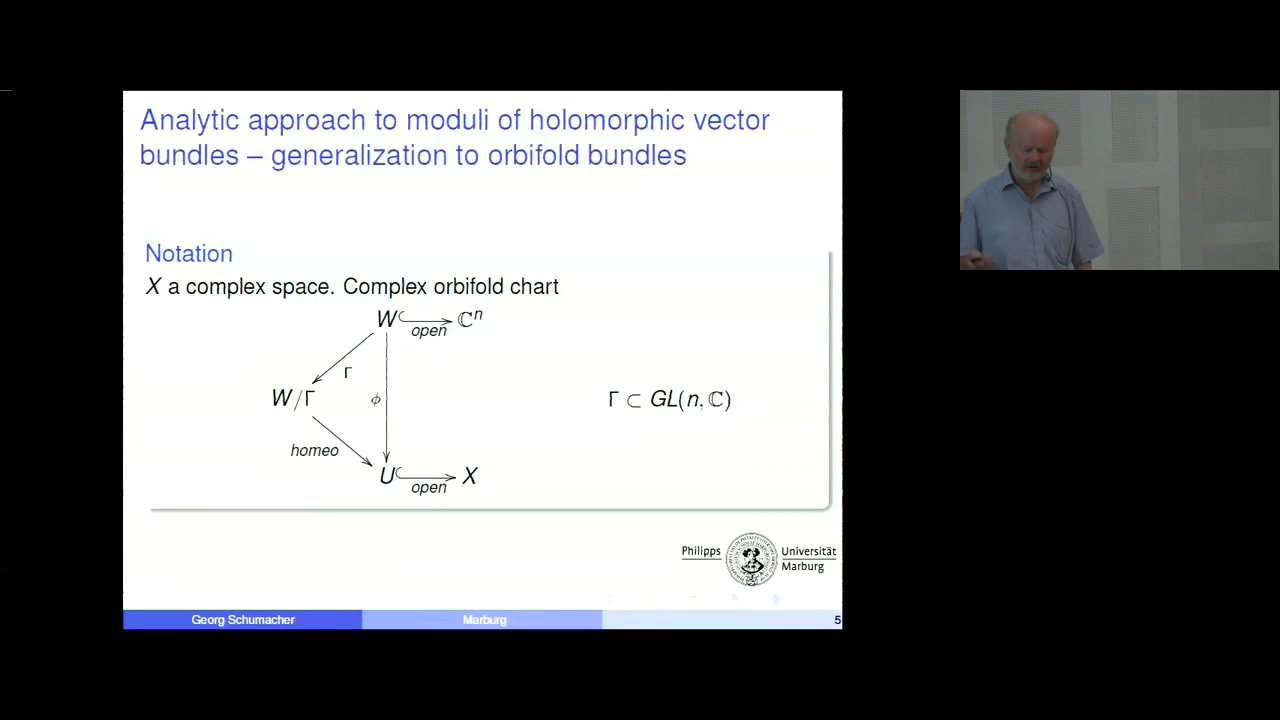 Analytic approach to moduli of holomorphic vector
bundles – generalization to orbifold bundles
Notation
X a complex space. Complex orbifold chart
W open ℂⁿ
Γ
W/Γ ϕ Γ ⊂ GL(n, ℂ)
homeo
U open X
Philipps Universität
Marburg
Georg Schumacher Marburg 5